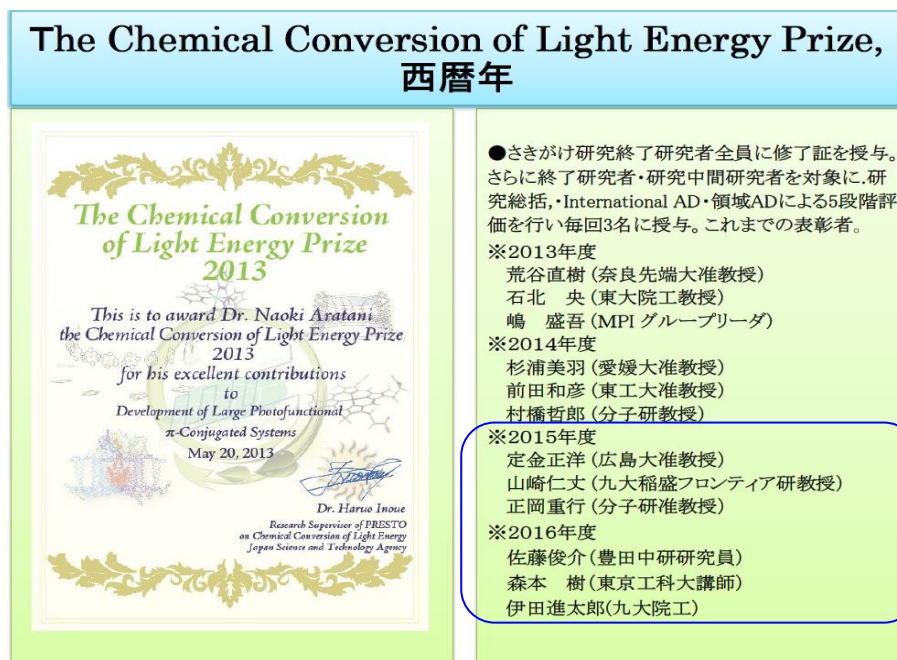 The Chemical Conversion of Light Energy Prize,
西暦年
The Chemical Conversion
of Light Energy Prize
2013
This is to award Dr. Naoki Aratani
the Chemical Conversion of Light Energy Prize
2013
for his excellent contributions
to
Development of Large Photofunctional
π-Conjugated Systems
May 20, 2013
Dr. Haruo Inoue
Research Supervisor of PRESTO
on Chemical Conversion of Light Energy
Japan Science and Technology Agency
●さきがけ研究終了研究者全員に修了証を授与。
さらに終了研究者・研究中間研究者を対象に.研
究総括,・International AD・領域ADによる5段階評
価を行い毎回3名に授与。これまでの表彰者。
※2013年度
荒谷直樹 (奈良先端大准教授)
石北 央 (東大院工教授)
嶋 盛吾 (MPI グループリーダ)
※2014年度
杉浦美羽 (愛媛大准教授)
前田和彦 (東工大准教授)
村橋哲郎 (分子研教授)
※2015年度
定金正洋 (広島大准教授)
山崎仁丈 (九大稲盛フロンティア研教授)
正岡重行 (分子研准教授)
※2016年度
佐藤俊介 (豊田中研研究員)
森本 樹 (東京工科大講師)
伊田進太郎(九大院工)